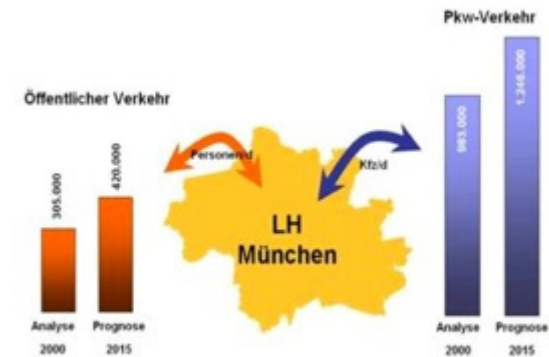 Pkw-Verkehr
Öffentlicher Verkehr
305.000
420.000
Personen/d
Kfz/d
983.000
1.248.000
LH
München
Analyse
2000
Prognose
2015
Analyse
2000
Prognose
2015